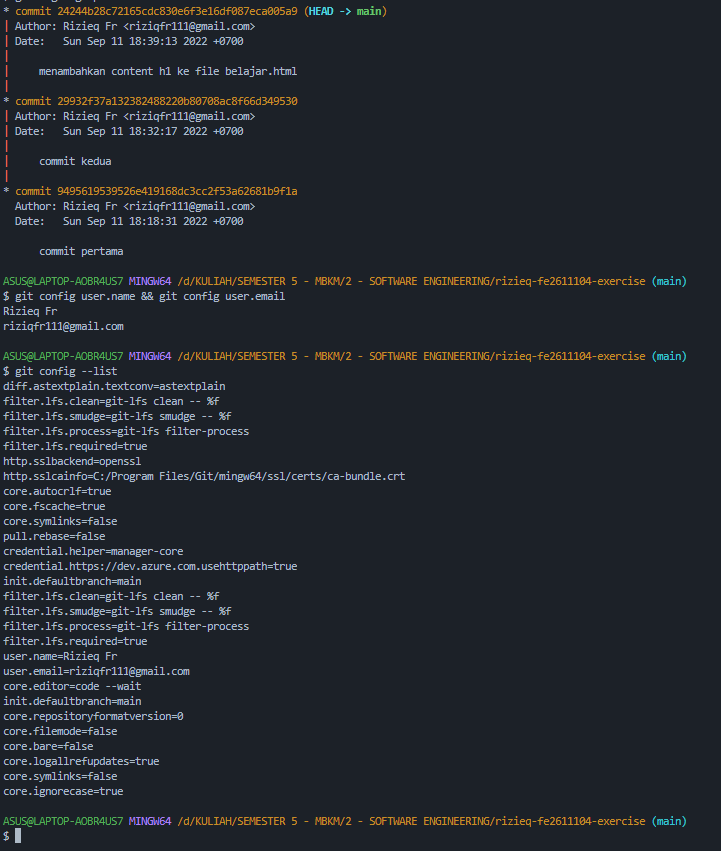 * commit 24244b28c72165cdc830e6f3e16df087eca005a9 (HEAD -> main)
| Author: Rizieq Fr <riziqfr111@gmail.com>
| Date:   Sun Sep 11 18:39:13 2022 +0700
|
|     menambahkan content h1 ke file belajar.html
|
* commit 29932f37a132382488220b80708ac8f66d349530
| Author: Rizieq Fr <riziqfr111@gmail.com>
| Date:   Sun Sep 11 18:32:17 2022 +0700
|
|     commit kedua
|
* commit 9495619539526e419168dc3cc2f53a62681b9f1a
  Author: Rizieq Fr <riziqfr111@gmail.com>
  Date:   Sun Sep 11 18:18:31 2022 +0700

      commit pertama

ASUS@LAPTOP-AOBR4US7 MINGW64 /d/KULIAH/SEMESTER 5 - MBKM/2 - SOFTWARE ENGINEERING/rizieq-fe2611104-exercise (main)
$ git config user.name && git config user.email
Rizieq Fr
riziqfr111@gmail.com

ASUS@LAPTOP-AOBR4US7 MINGW64 /d/KULIAH/SEMESTER 5 - MBKM/2 - SOFTWARE ENGINEERING/rizieq-fe2611104-exercise (main)
$ git config --list
diff.astextplain.textconv=astextplain
filter.lfs.clean=git-lfs clean -- %f
filter.lfs.smudge=git-lfs smudge -- %f
filter.lfs.process=git-lfs filter-process
filter.lfs.required=true
http.sslbackend=openssl
http.sslcainfo=C:/Program Files/Git/mingw64/ssl/certs/ca-bundle.crt
core.autocrlf=true
core.fscache=true
core.symlinks=false
pull.rebase=false
credential.helper=manager-core
credential.https://dev.azure.com.usehttppath=true
init.defaultbranch=main
filter.lfs.clean=git-lfs clean -- %f
filter.lfs.smudge=git-lfs smudge -- %f
filter.lfs.process=git-lfs filter-process
filter.lfs.required=true
user.name=Rizieq Fr
user.email=riziqfr111@gmail.com
core.editor=code --wait
init.defaultbranch=main
core.repositoryformatversion=0
core.filemode=false
core.bare=false
core.logallrefupdates=true
core.symlinks=false
core.ignorecase=true

ASUS@LAPTOP-AOBR4US7 MINGW64 /d/KULIAH/SEMESTER 5 - MBKM/2 - SOFTWARE ENGINEERING/rizieq-fe2611104-exercise (main)
$